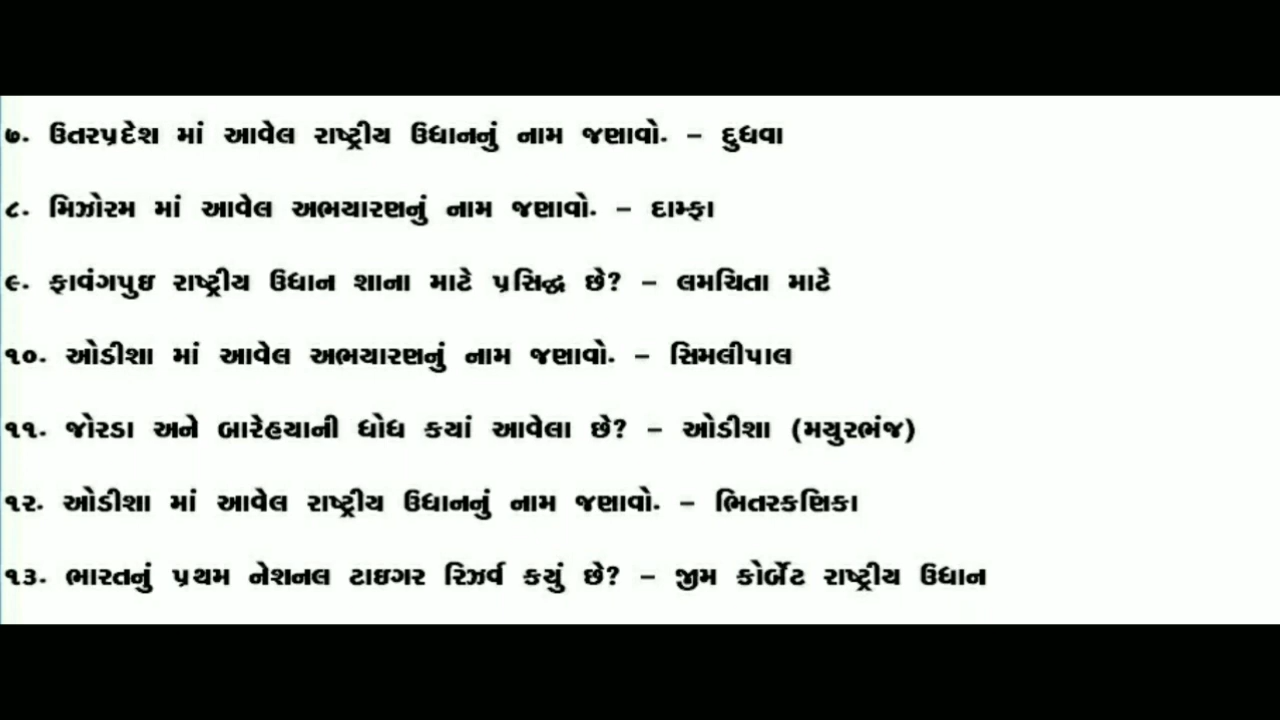 ૭. ઉતરપ્રદેશ માં આવેલ રાષ્ટ્રીય ઉધાનનું નામ જણાવો. – દુધવા
૮. મિઝોરમ માં આવેલ અભયારણનું નામ જણાવો. – દામ્ફા
૯. ફાવંગપુઇ રાષ્ટ્રીય ઉધાન શાના માટે પ્રસિદ્ધ છે? – લમચિતા માટે
૧૦. ઓડીશા માં આવેલ અભયારણનું નામ જણાવો. – સિમલીપાલ
૧૧. જોરડા અને બારેહયાની ધોધ કયાં આવેલા છે? – ઓડીશા (મયુરભંજ)
૧૨. ઓડીશા માં આવેલ રાષ્ટ્રીય ઉધાનનું નામ જણાવો. – ભિતરકણિકા
૧૩. ભારતનું પ્રથમ નેશનલ ટાઇગર રિઝર્વ કયું છે? – જીમ કોર્બેટ રાષ્ટ્રીય ઉધાન